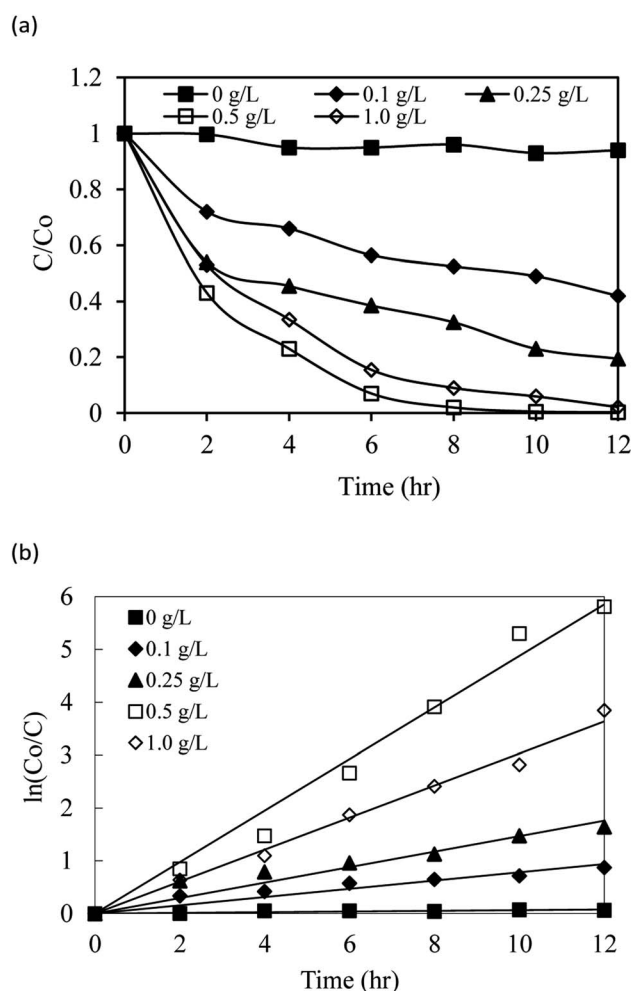 (a)
1.2
1
0.8
0.6
0.4
0.2
0
C/Co
0 g/L 0.1 g/L 0.25 g/L
0.5 g/L 1.0 g/L
0 2 4 6 8 10 12
Time (hr)
(b)
6
5
4
3
2
1
0
ln(Co/C)
0 g/L
0.1 g/L
0.25 g/L
0.5 g/L
1.0 g/L
0 2 4 6 8 10 12
Time (hr)